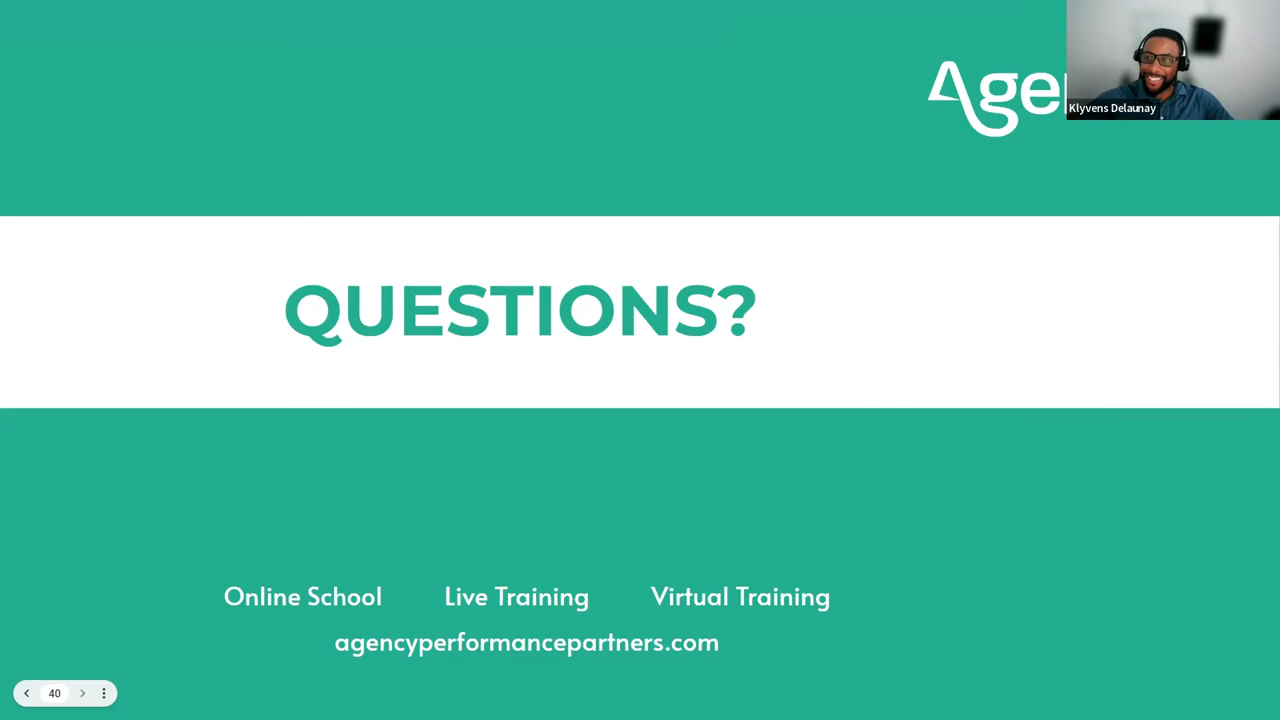 Age
Klyvens Delaunay
QUESTIONS?
Online School Live Training Virtual Training
agencyperformancepartners.com
40